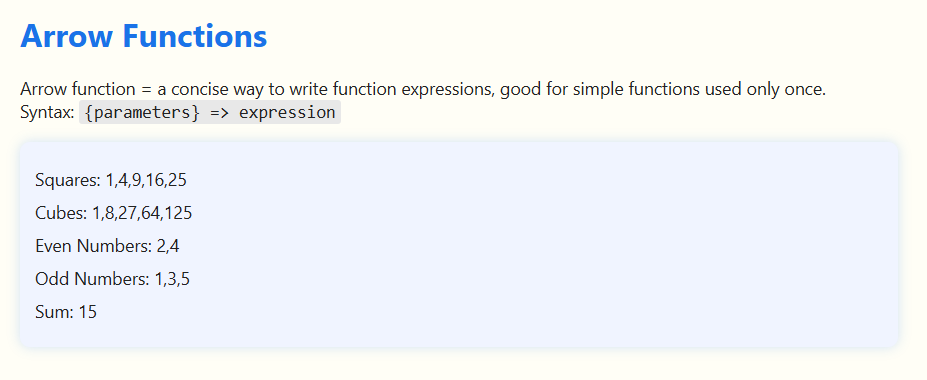 Arrow Functions
Arrow function = a concise way to write function expressions, good for simple functions used only once.
Syntax: {parameters} => expression
Squares: 1,4,9,16,25
Cubes: 1,8,27,64,125
Even Numbers: 2,4
Odd Numbers: 1,3,5
Sum: 15